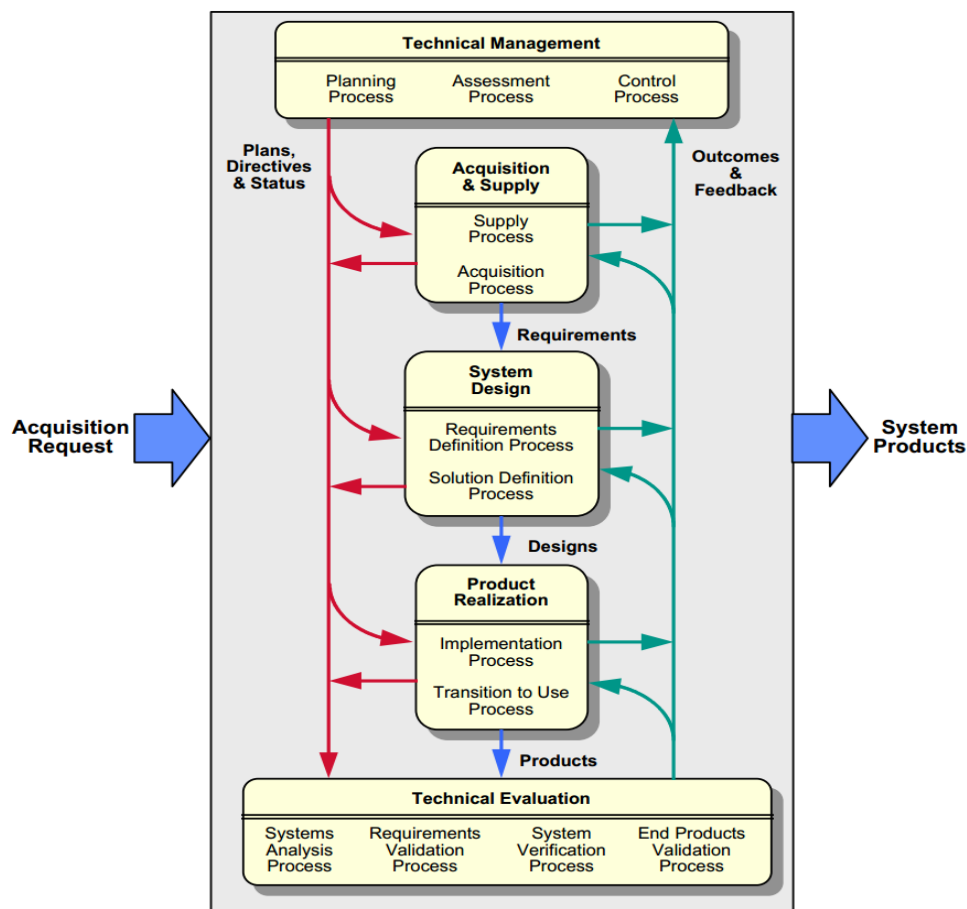 Technical Management
Planning
Process
Assessment
Process
Control
Process
Plans,
Directives
& Status
Outcomes
&
Feedback
Acquisition
& Supply
Supply
Process
Acquisition
Process
Requirements
System
Design
Requirements
Definition Process
Solution Definition
Process
Acquisition
Request
System
Products
Designs
Product
Realization
Implementation
Process
Transition to Use
Process
Products
Technical Evaluation
Systems
Analysis
Process
Requirements
Validation
Process
System
Verification
Process
End Products
Validation
Process